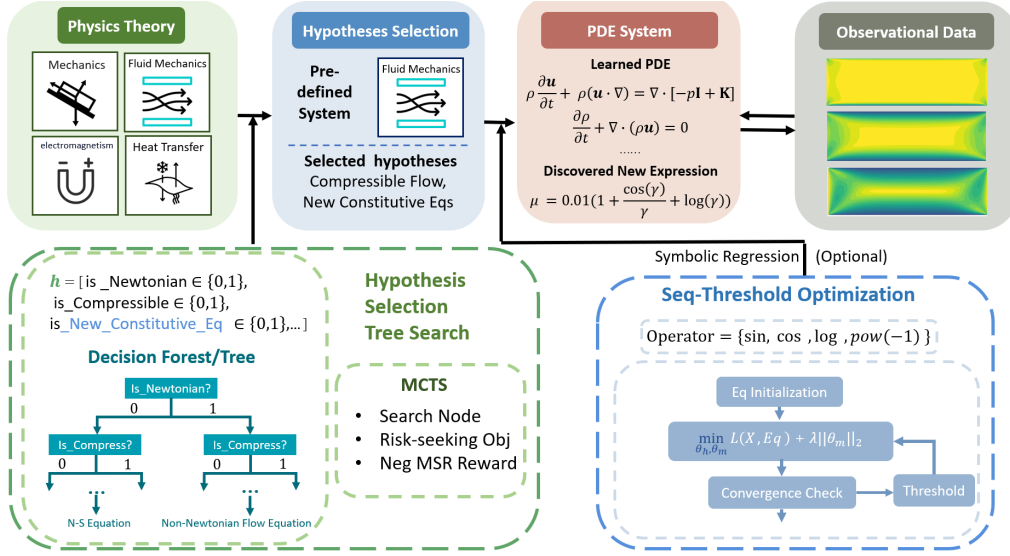 Physics Theory
Mechanics
Fluid Mechanics
electromagnetism
Heat Transfer
Hypotheses Selection
Pre-
defined
System
Fluid Mechanics
Selected hypotheses
Compressible Flow,
New Constitutive Eqs
PDE System
Learned PDE
ρ ∂u/∂t + ρ(u · ∇) = ∇ · [−pI + K]
∂ρ/∂t + ∇ · (ρu) = 0
......
Discovered New Expression
μ = 0.01(1 + cos(γ)/γ + log(γ))
Observational Data
h = [ is _Newtonian ∈ {0,1},
is_Compressible ∈ {0,1},
is_New_Constitutive_Eq ∈ {0,1},... ]
Decision Forest/Tree
Is_Newtonian?
0 1
Is_Compress? Is_Compress?
0 1 0 1
... ...
N-S Equation Non-Newtonian Flow Equation
Hypothesis
Selection
Tree Search
MCTS
• Search Node
• Risk-seeking Obj
• Neg MSR Reward
Symbolic Regression (Optional)
Seq-Threshold Optimization
Operator = {sin, cos ,log ,pow(−1) }
Eq Initialization
min θh,θm L(X, Eq) + λ||θm||2
Convergence Check
Threshold